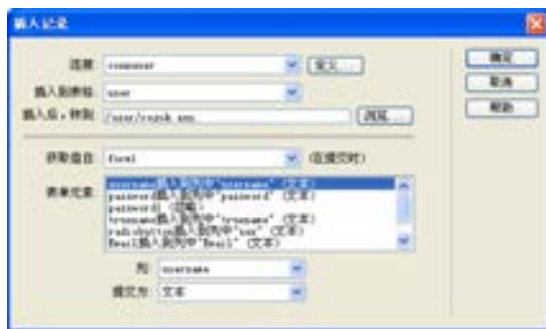 插入记录
连接: connuser 定义...
插入到表格: user
插入后,转到: /user/ 浏览...
获取值自: form1 (在提交时)
表单元素: username插入到列中"username" (文本)
password插入到列中"password" (文本)
password1 (忽略)
truename插入到列中"truename" (文本)
radiobutton插入到列中"sex" (文本)
Email插入到列中"Email" (文本)
列: username
提交为: 文本
确定
取消
帮助